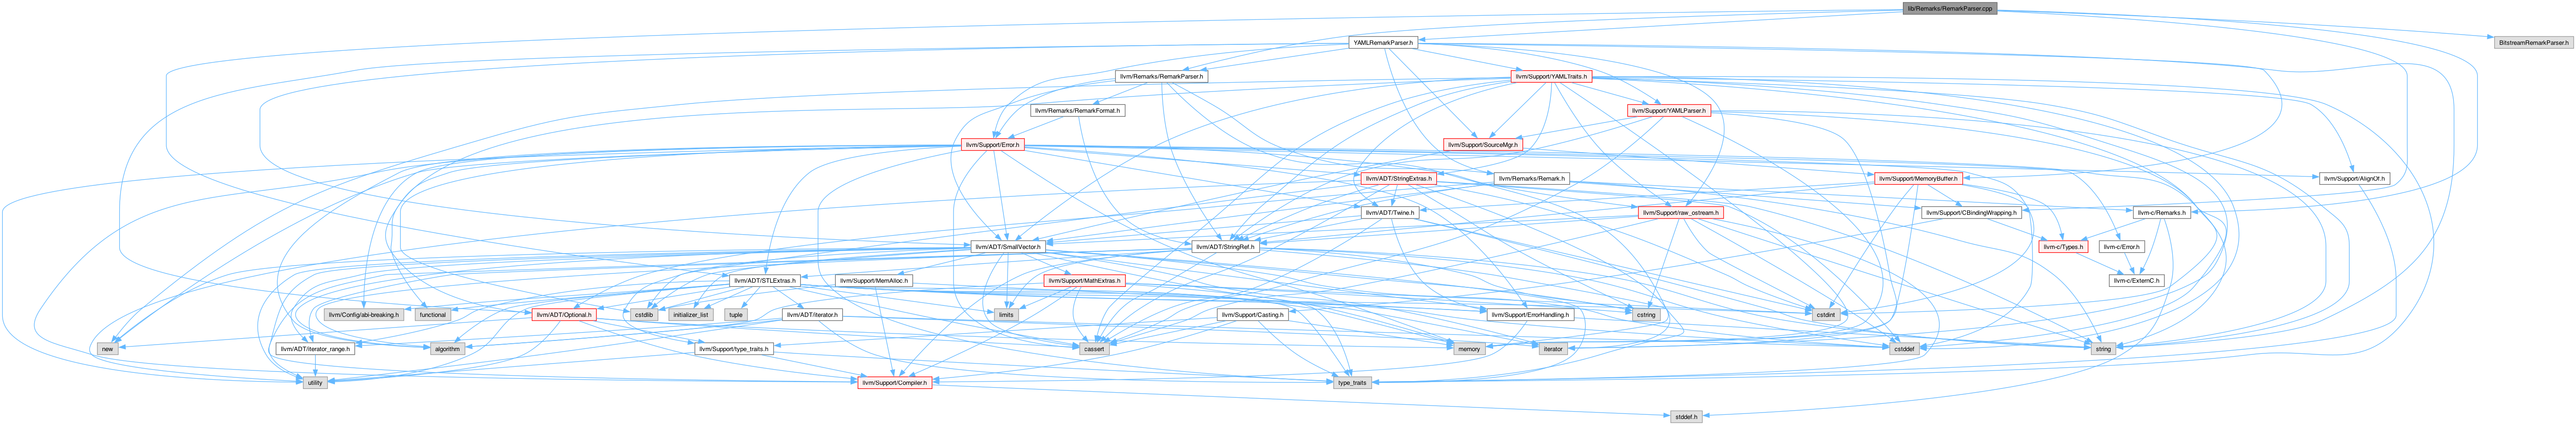 lib/Remarks/RemarkParser.cpp
YAMLRemarkParser.h
BitstreamRemarkParser.h
llvm/Remarks/RemarkParser.h
llvm/Support/YAMLTraits.h
llvm/Remarks/RemarkFormat.h
llvm/Support/YAMLParser.h
llvm/Support/Error.h
llvm/Support/SourceMgr.h
llvm/ADT/StringExtras.h
llvm/Remarks/Remark.h
llvm/Support/MemoryBuffer.h
llvm/Support/AlignOf.h
llvm/ADT/Twine.h
llvm/Support/raw_ostream.h
llvm/Support/CBindingWrapping.h
llvm-c/Remarks.h
llvm/ADT/SmallVector.h
llvm/ADT/StringRef.h
llvm-c/Types.h
llvm-c/Error.h
llvm/ADT/STLExtras.h
llvm/Support/MemAlloc.h
llvm/Support/MathExtras.h
llvm-c/ExternC.h
llvm/Config/abi-breaking.h
functional
llvm/ADT/Optional.h
cstdlib
initializer_list
tuple
llvm/ADT/iterator.h
limits
llvm/Support/Casting.h
llvm/Support/ErrorHandling.h
cstring
cstdint
new
llvm/ADT/iterator_range.h
algorithm
llvm/Support/type_traits.h
cassert
memory
iterator
cstddef
string
utility
llvm/Support/Compiler.h
type_traits
stddef.h